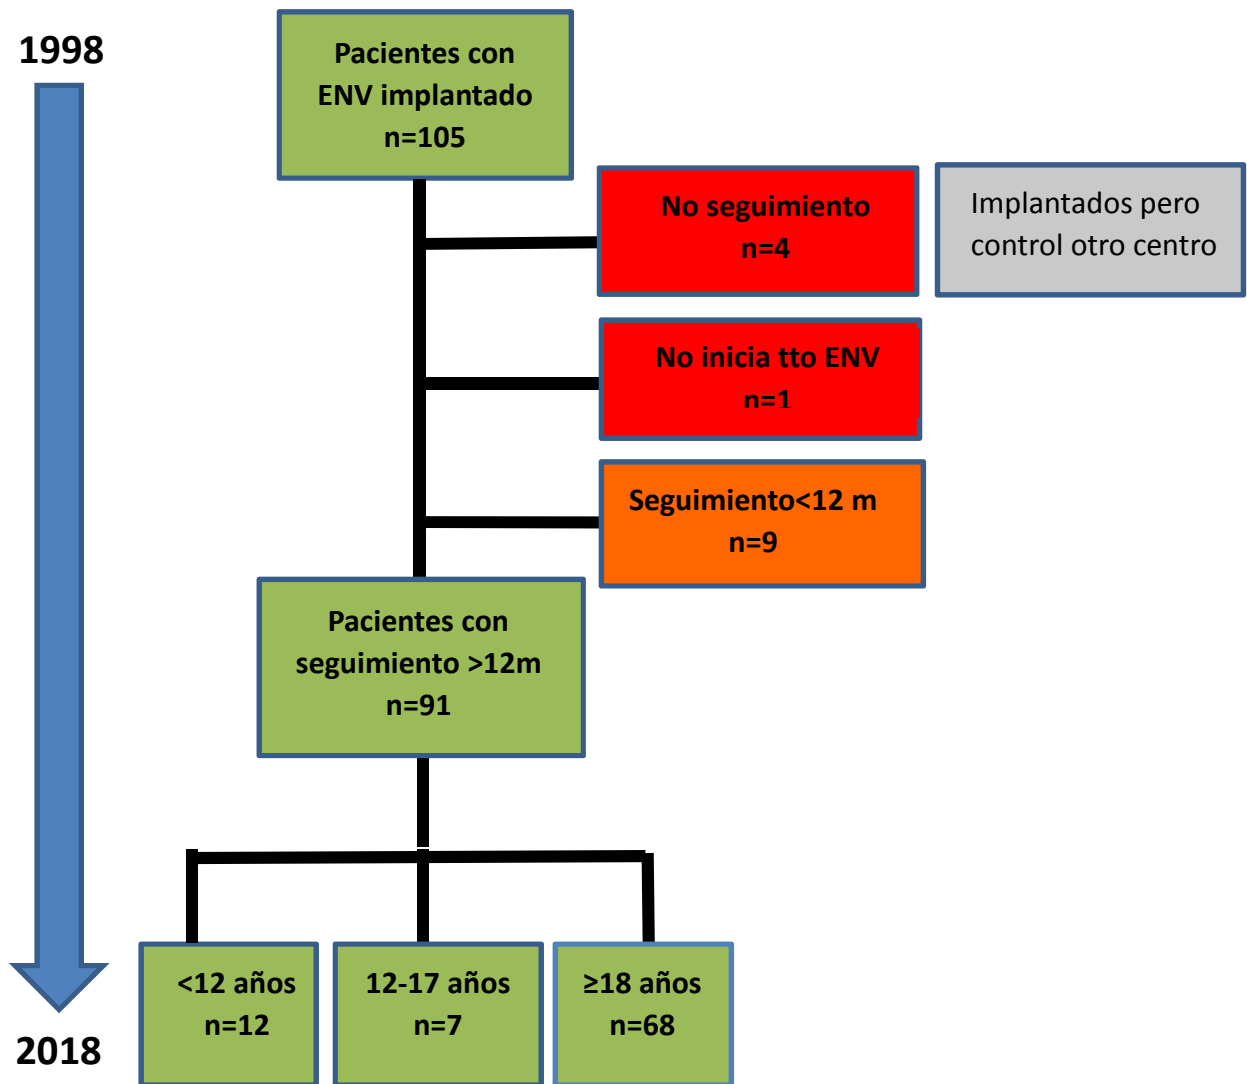 1998
Pacientes con
ENV implantado
n=105
No seguimiento
n=4
Implantados pero
control otro centro
No inicia tto ENV
n=1
Seguimiento<12 m
n=9
Pacientes con
seguimiento >12m
n=91
<12 años
n=12
12-17 años
n=7
≥18 años
n=68
2018